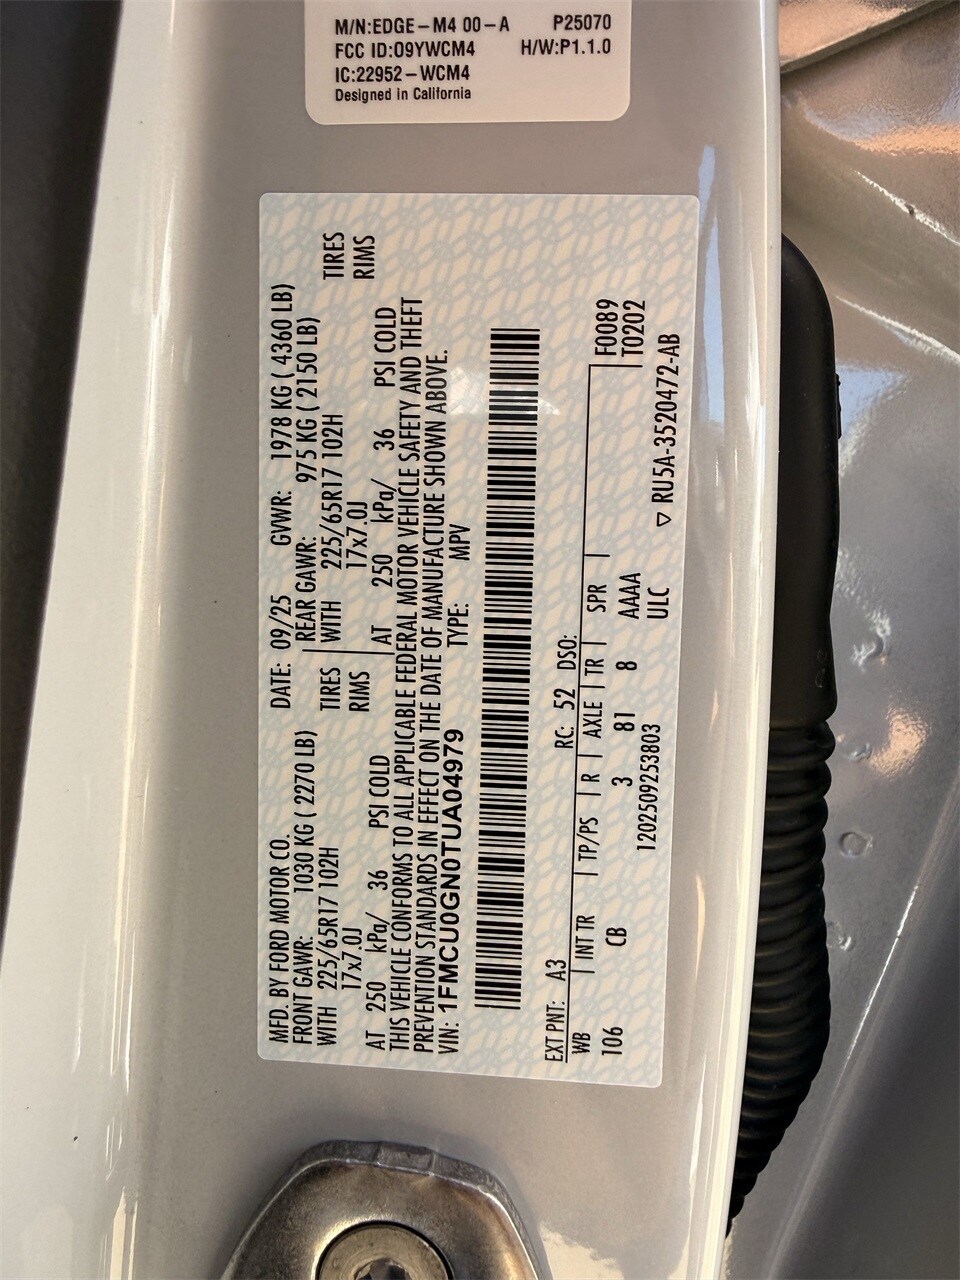 M/N:EDGE-M4 00-A P25070
FCC ID:O9YWCM4 H/W:P1.1.0
IC:22952-WCM4
Designed in California
MFD. BY FORD MOTOR CO. DATE: 09/25 GVWR: 1978 KG ( 4360 LB)
FRONT GAWR: 1030 KG ( 2270 LB) REAR GAWR: 975 KG ( 2150 LB)
WITH 225/65R17 102H TIRES WITH 225/65R17 102H TIRES
17x7.0J RIMS 17x7.0J RIMS
AT 250 kPa/ 36 PSI COLD AT 250 kPa/ 36 PSI COLD
THIS VEHICLE CONFORMS TO ALL APPLICABLE FEDERAL MOTOR VEHICLE SAFETY AND THEFT
PREVENTION STANDARDS IN EFFECT ON THE DATE OF MANUFACTURE SHOWN ABOVE.
VIN: 1FMCU0GN0TUA04979 TYPE: MPV
EXT PNT: A3 RC: 52 DSO:
WB INT TR TP/PS R AXLE TR SPR F0089
106 CB 3 81 8 AAAA T0202
1202509253803 ULC ▽ RU5A-3520472-AB